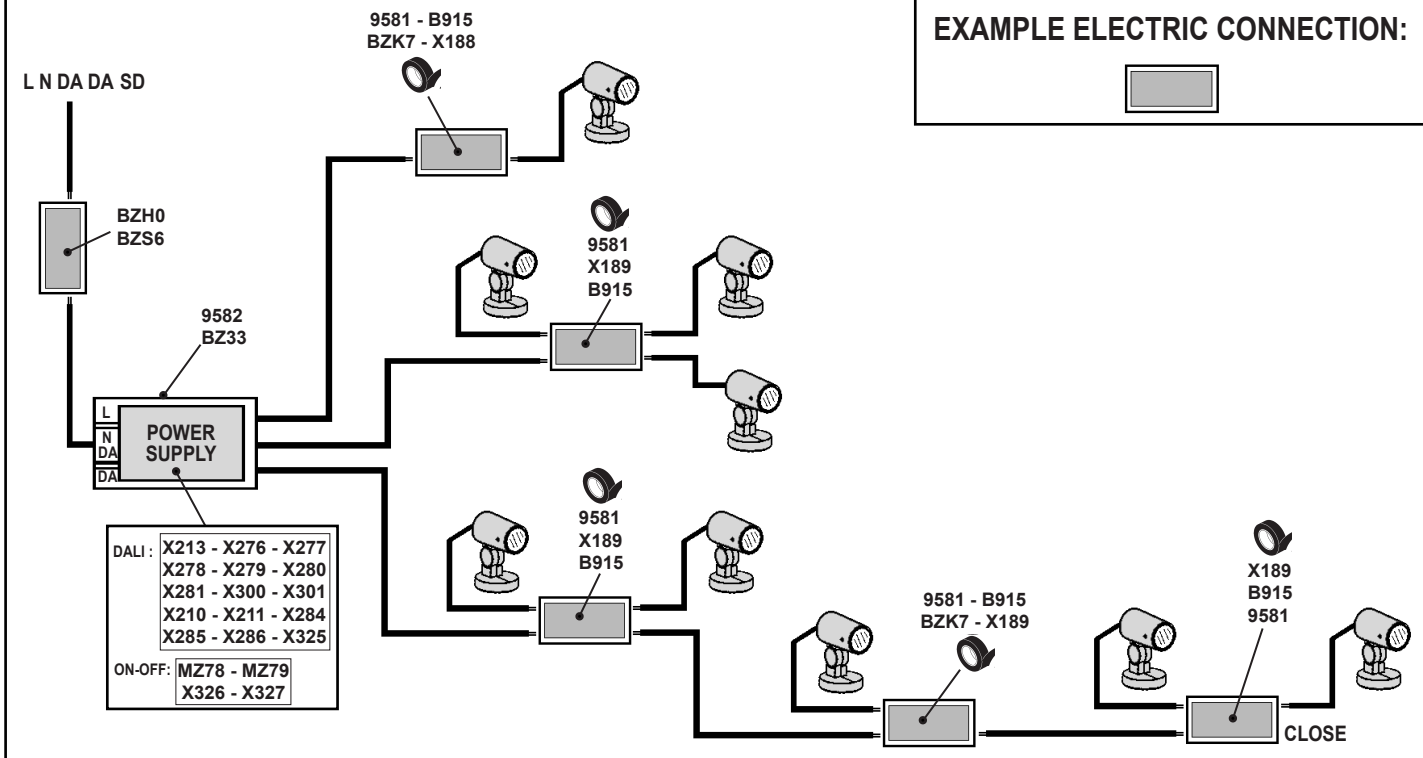 EXAMPLE ELECTRIC CONNECTION:
9581 - B915
BZK7 - X188
L N DA DA SD
BZH0
BZS6
9581
X189
B915
9582
BZ33
L
N
DA
DA
POWER
SUPPLY
9581
X189
B915
DALI :
X213 - X276 - X277
X278 - X279 - X280
X281 - X300 - X301
X210 - X211 - X284
X285 - X286 - X325
ON-OFF:
MZ78 - MZ79
X326 - X327
9581 - B915
BZK7 - X189
X189
B915
9581
CLOSE